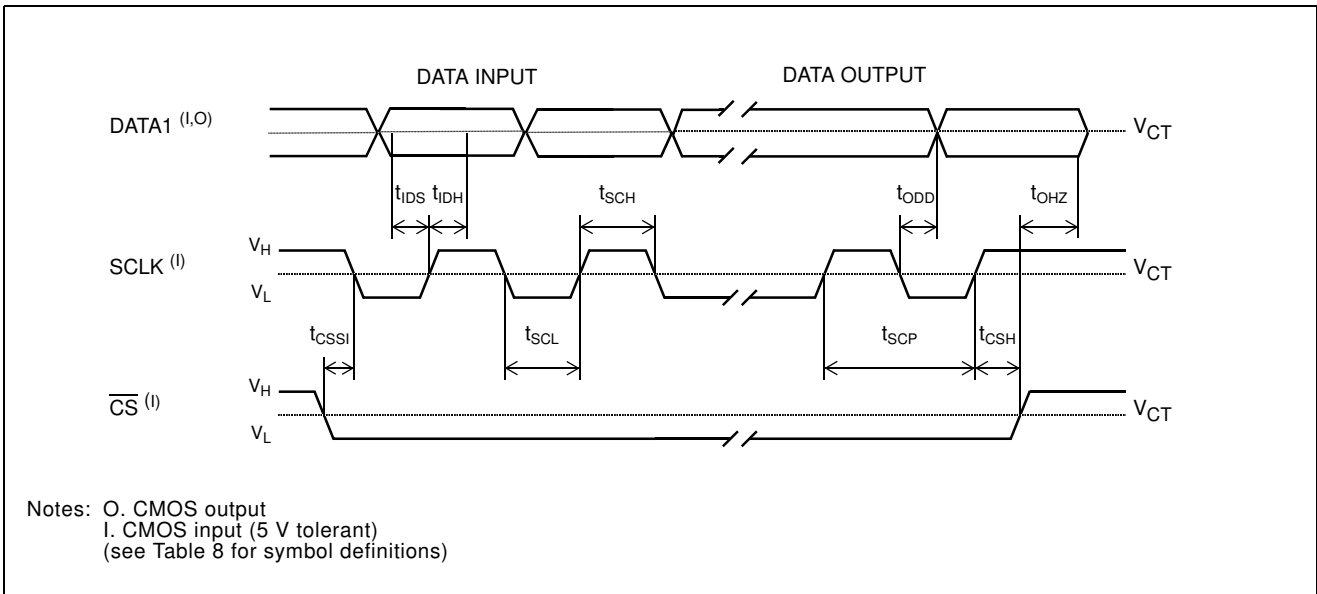 DATA INPUT DATA OUTPUT
DATA1 (I,O) VCT
tIDS tIDH tSCH tODD tOHZ
VH
SCLK (I) VCT
VL
tCSSI tSCL tSCP tCSH
VH
CS (I) VCT
VL
Notes: O. CMOS output
I. CMOS input (5 V tolerant)
(see Table 8 for symbol definitions)